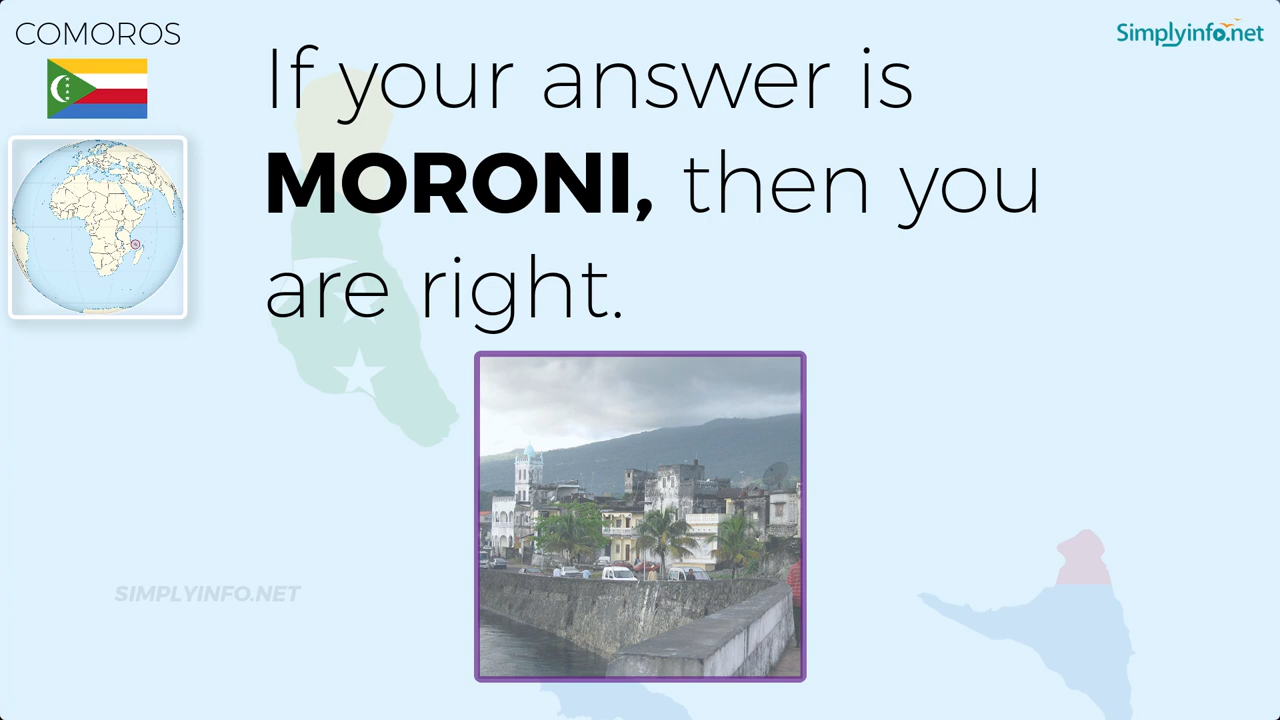 COMOROS
Simplyinfo.net
If your answer is
MORONI, then you
are right.
SIMPLYINFO.NET